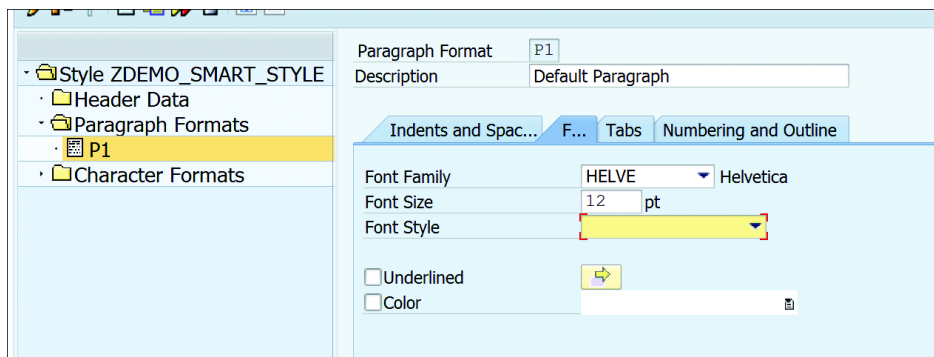 Style ZDEMO_SMART_STYLE
Header Data
Paragraph Formats
P1
Character Formats
Paragraph Format P1
Description Default Paragraph
Indents and Spac... F... Tabs Numbering and Outline
Font Family HELVE Helvetica
Font Size 12 pt
Font Style
Underlined
Color